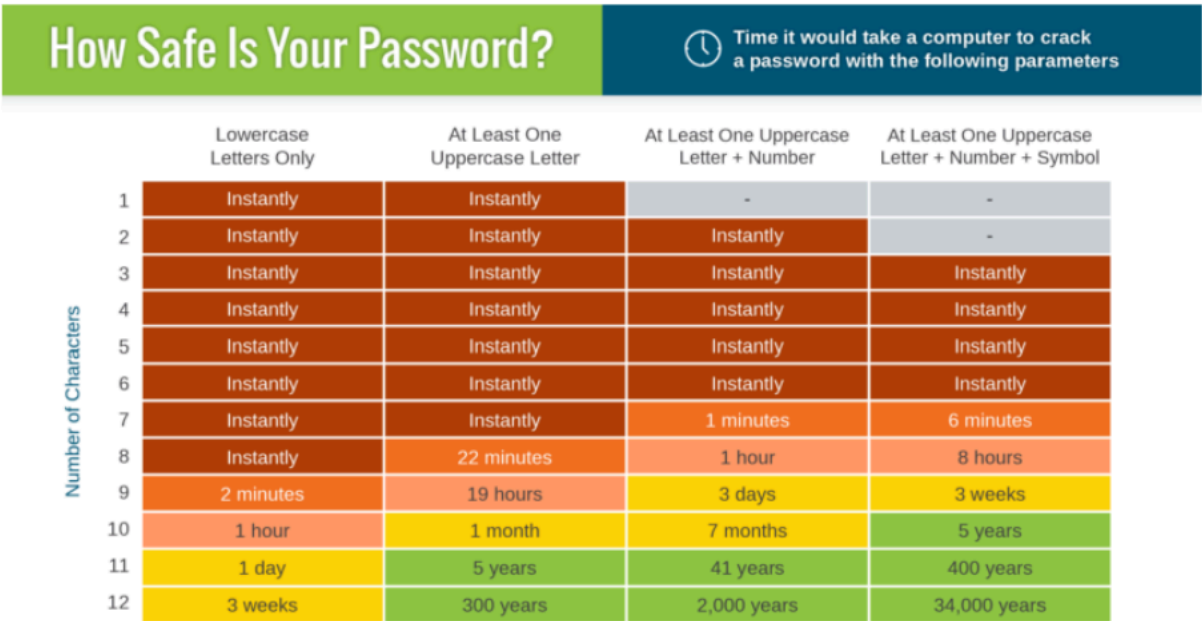 How Safe Is Your Password?
Time it would take a computer to crack
a password with the following parameters
Lowercase
Letters Only
At Least One
Uppercase Letter
At Least One Uppercase
Letter + Number
At Least One Uppercase
Letter + Number + Symbol
Number of Characters
1 Instantly Instantly - -
2 Instantly Instantly Instantly -
3 Instantly Instantly Instantly Instantly
4 Instantly Instantly Instantly Instantly
5 Instantly Instantly Instantly Instantly
6 Instantly Instantly Instantly Instantly
7 Instantly Instantly 1 minutes 6 minutes
8 Instantly 22 minutes 1 hour 8 hours
9 2 minutes 19 hours 3 days 3 weeks
10 1 hour 1 month 7 months 5 years
11 1 day 5 years 41 years 400 years
12 3 weeks 300 years 2,000 years 34,000 years